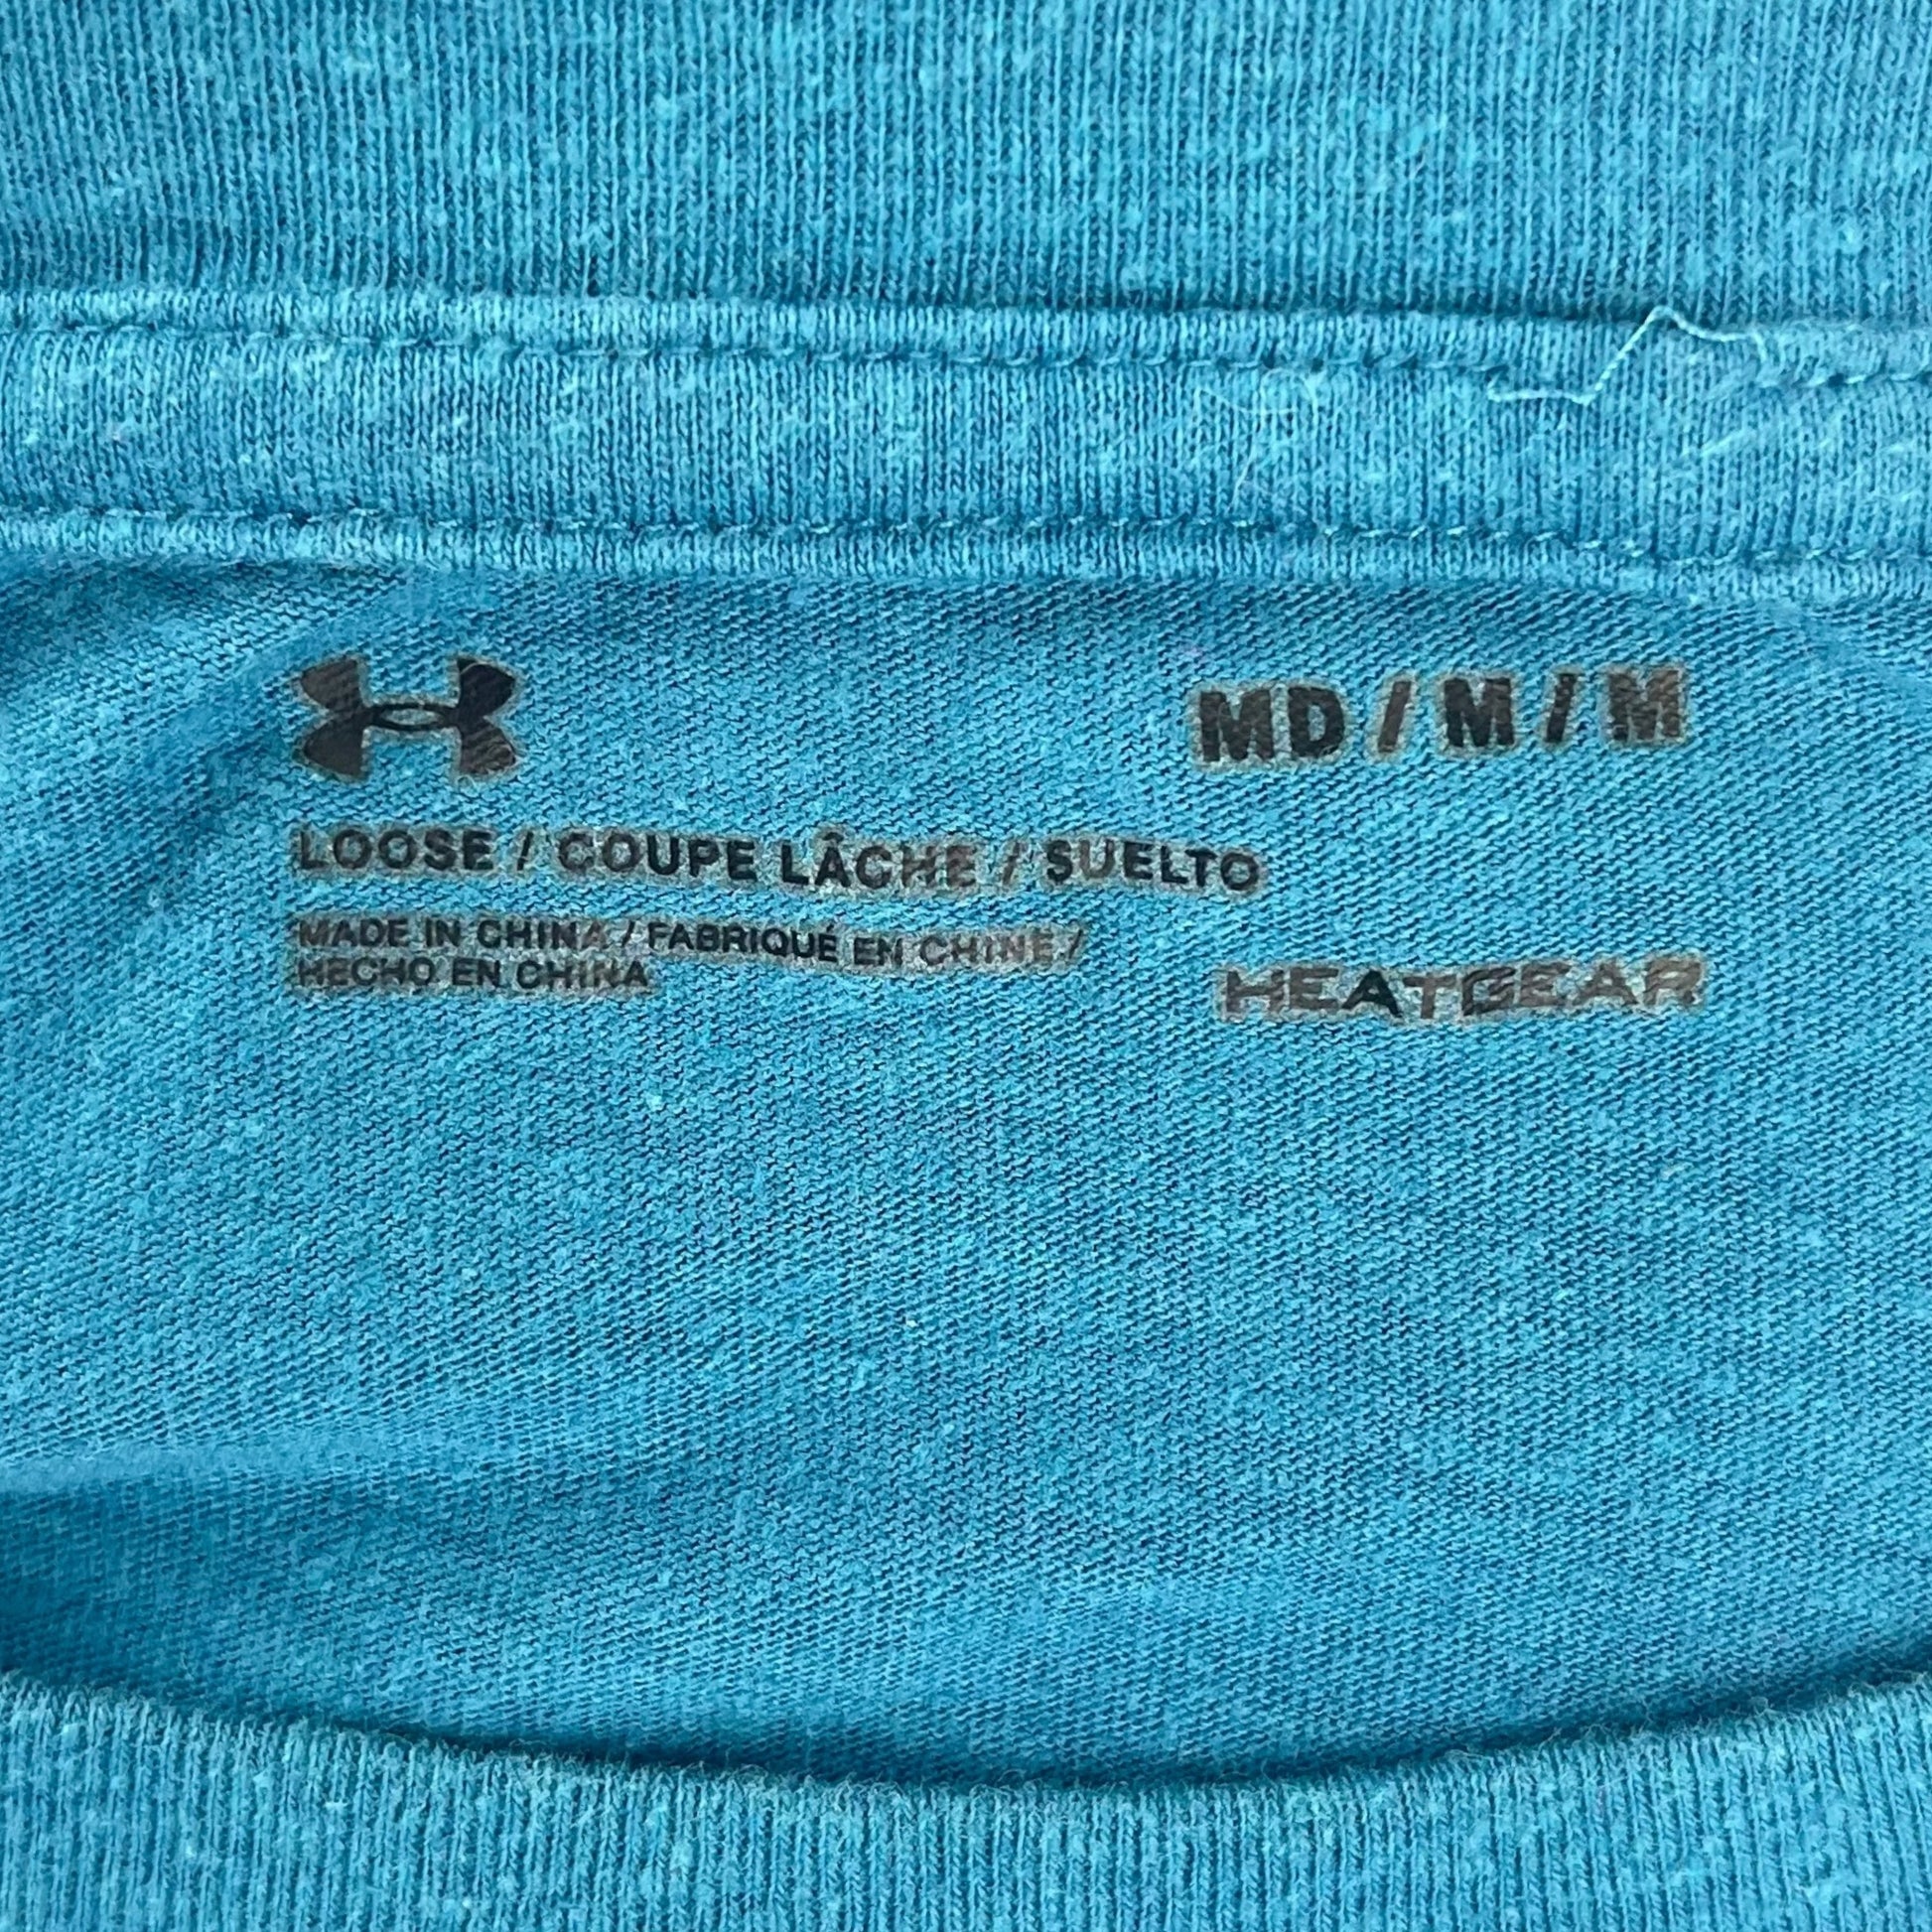 MD / M / M
LOOSE / COUPE LÂCHE / SUELTO
MADE IN CHINA / FABRIQUÉ EN CHINE /
HECHO EN CHINA
HEATGEAR